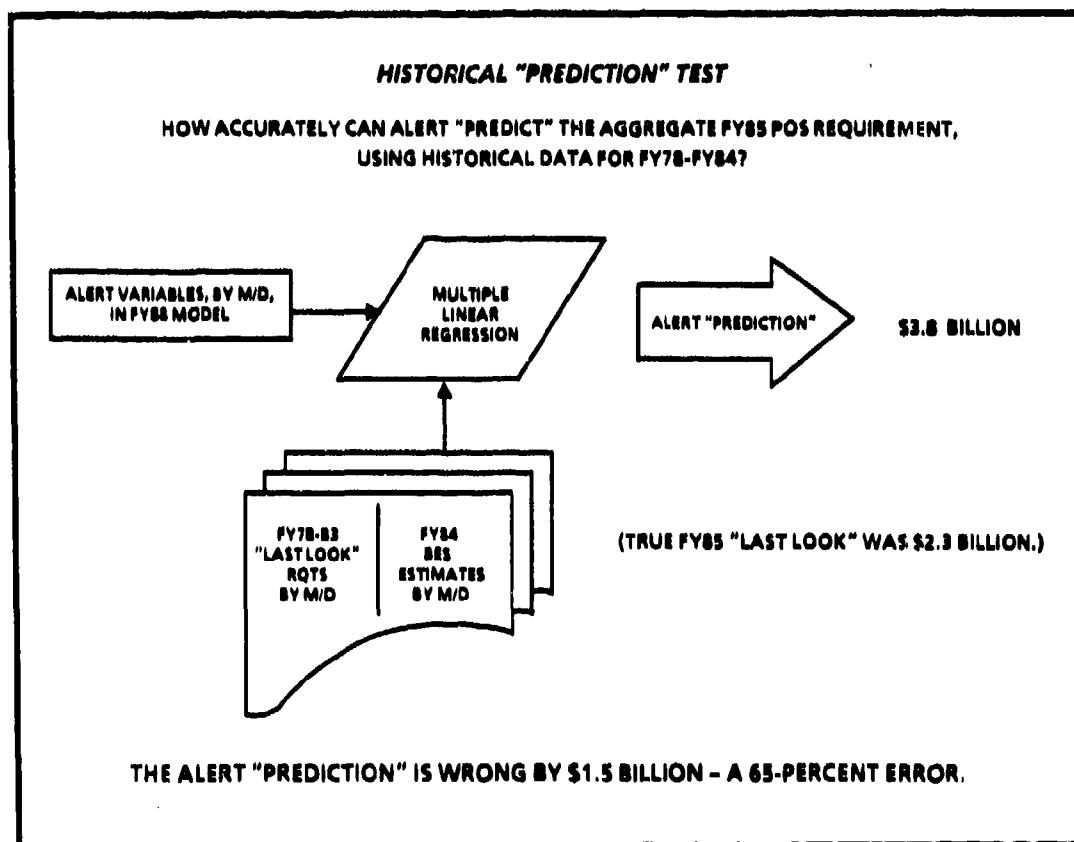 HISTORICAL "PREDICTION" TEST
HOW ACCURATELY CAN ALERT "PREDICT" THE AGGREGATE FY85 POS REQUIREMENT,
USING HISTORICAL DATA FOR FY78-FY84?
ALERT VARIABLES, BY M/D,
IN FY88 MODEL
MULTIPLE
LINEAR
REGRESSION
ALERT "PREDICTION"
$3.8 BILLION
FY78-83
"LAST LOOK"
RQTS
BY M/D
FY84
BES
ESTIMATES
BY M/D
(TRUE FY85 "LAST LOOK" WAS $2.3 BILLION.)
THE ALERT "PREDICTION" IS WRONG BY $1.5 BILLION – A 65-PERCENT ERROR.